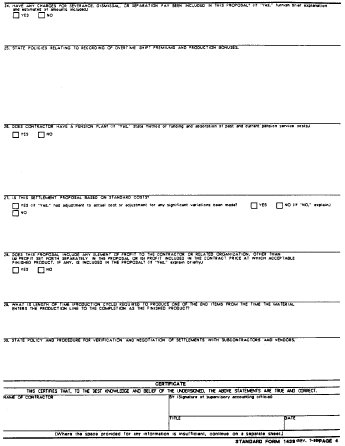 24. HAVE ANY CHARGES FOR SEVERANCE, DISMISSAL, OR SEPARATION PAY BEEN INCLUDED IN THIS PROPOSAL? (If "YES," furnish brief explanation
and estimates of amounts included.)
YES NO
25. STATE POLICIES RELATING TO RECORDING OF OVERTIME SHIFT PREMIUMS AND PRODUCTION BONUSES.
26. DOES CONTRACTOR HAVE A PENSION PLAN? (If "YES," state method of funding and absorption of past and current pension service costs.)
YES NO
27. IS THIS SETTLEMENT PROPOSAL BASED ON STANDARD COSTS?
YES (If "YES," has adjustment to actual cost or adjustment for any significant variations been made? YES NO (If "NO," explain.)
NO
28. DOES THIS PROPOSAL INCLUDE ANY ELEMENT OF PROFIT TO THE CONTRACTOR OR RELATED ORGANIZATION, OTHER THAN
(a) PROFIT SET FORTH SEPARATELY IN THE PROPOSAL OR (b) PROFIT INCLUDED IN THE CONTRACT PRICE AT WHICH ACCEPTABLE
FINISHED PRODUCT, IF ANY, IS INCLUDED IN THE PROPOSAL? (If "YES," explain briefly.)
YES NO
29. WHAT IS LENGTH OF TIME (PRODUCTION CYCLE) REQUIRED TO PRODUCE ONE OF THE END ITEMS FROM THE TIME THE MATERIAL
ENTERS THE PRODUCTION LINE TO THE COMPLETION AS THE FINISHED PRODUCT?
30. STATE POLICY AND PROCEDURE FOR VERIFICATION AND NEGOTIATION OF SETTLEMENTS WITH SUBCONTRACTORS AND VENDORS.
CERTIFICATE
THIS CERTIFIES THAT, TO THE BEST KNOWLEDGE AND BELIEF OF THE UNDERSIGNED, THE ABOVE STATEMENTS ARE TRUE AND CORRECT.
NAME OF CONTRACTOR BY (Signature of supervisory accounting official)
TITLE DATE
(Where the space provided for any information is insufficient, continue on a separate sheet.)
STANDARD FORM 1439 (REV. 7-89) PAGE 4